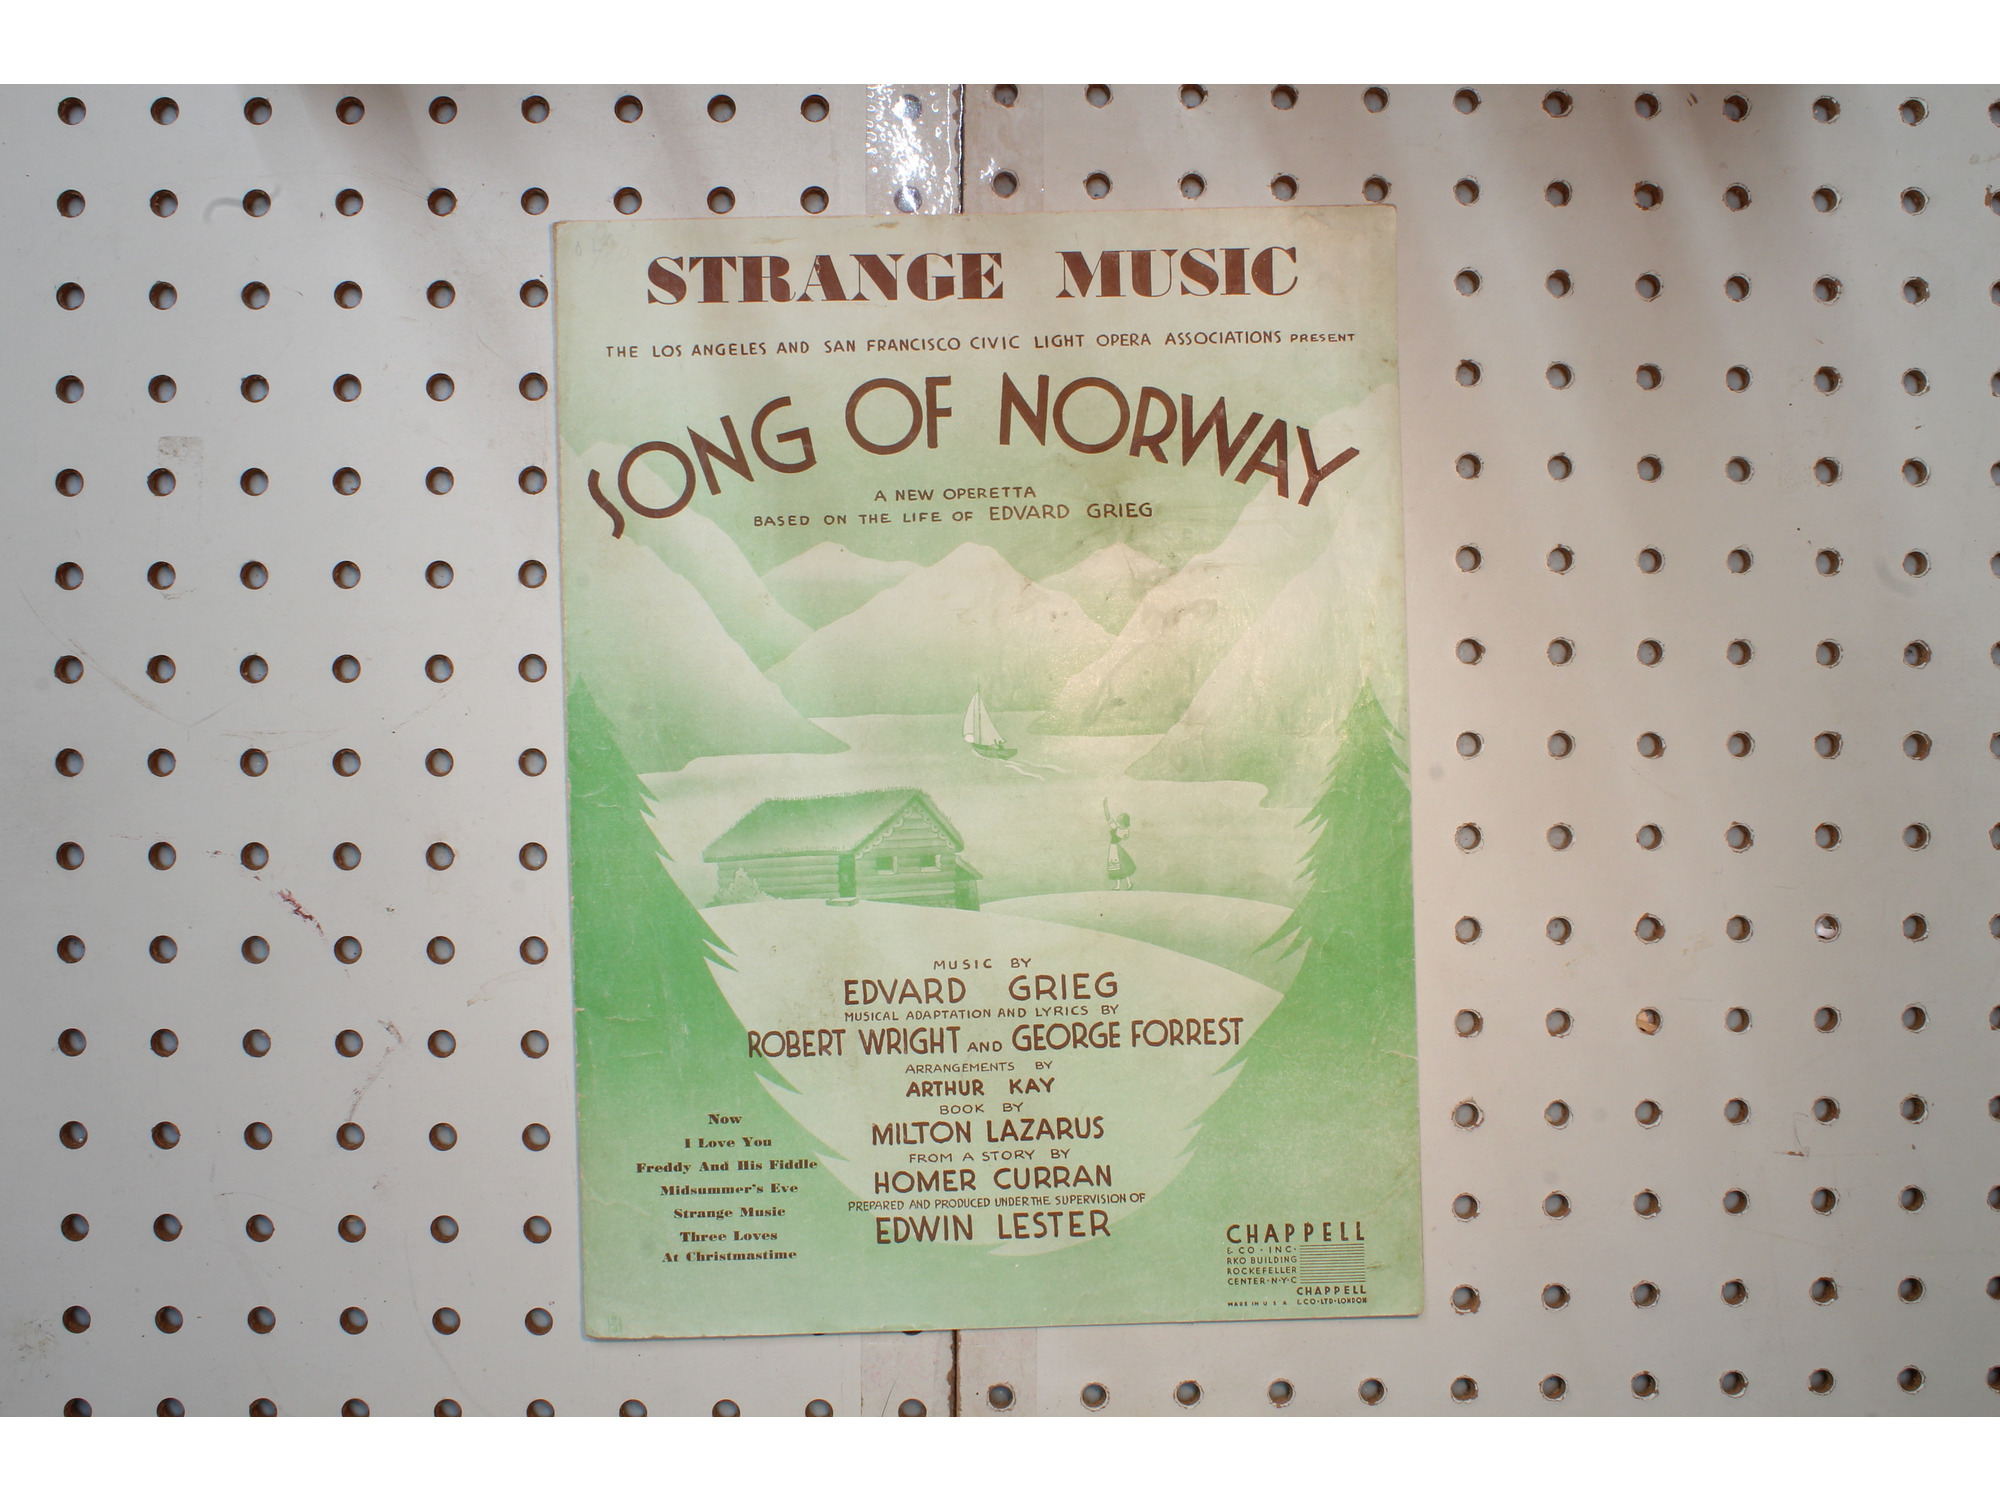 STRANGE MUSIC
THE LOS ANGELES AND SAN FRANCISCO CIVIC LIGHT OPERA ASSOCIATIONS PRESENT
SONG OF NORWAY
A NEW OPERETTA
BASED ON THE LIFE OF EDVARD GRIEG
MUSIC BY
EDVARD GRIEG
MUSICAL ADAPTATION AND LYRICS BY
ROBERT WRIGHT AND GEORGE FORREST
ARRANGEMENTS BY
ARTHUR KAY
BOOK BY
MILTON LAZARUS
FROM A STORY BY
HOMER CURRAN
PREPARED AND PRODUCED UNDER THE SUPERVISION OF
EDWIN LESTER
Now
I Love You
Freddy And His Fiddle
Midsummer's Eve
Strange Music
Three Loves
At Christmastime
CHAPPELL
& CO · INC ·
RKO BUILDING
ROCKEFELLER
CENTER · N·Y·C
CHAPPELL
MADE IN U S A & CO · LTD · LONDON